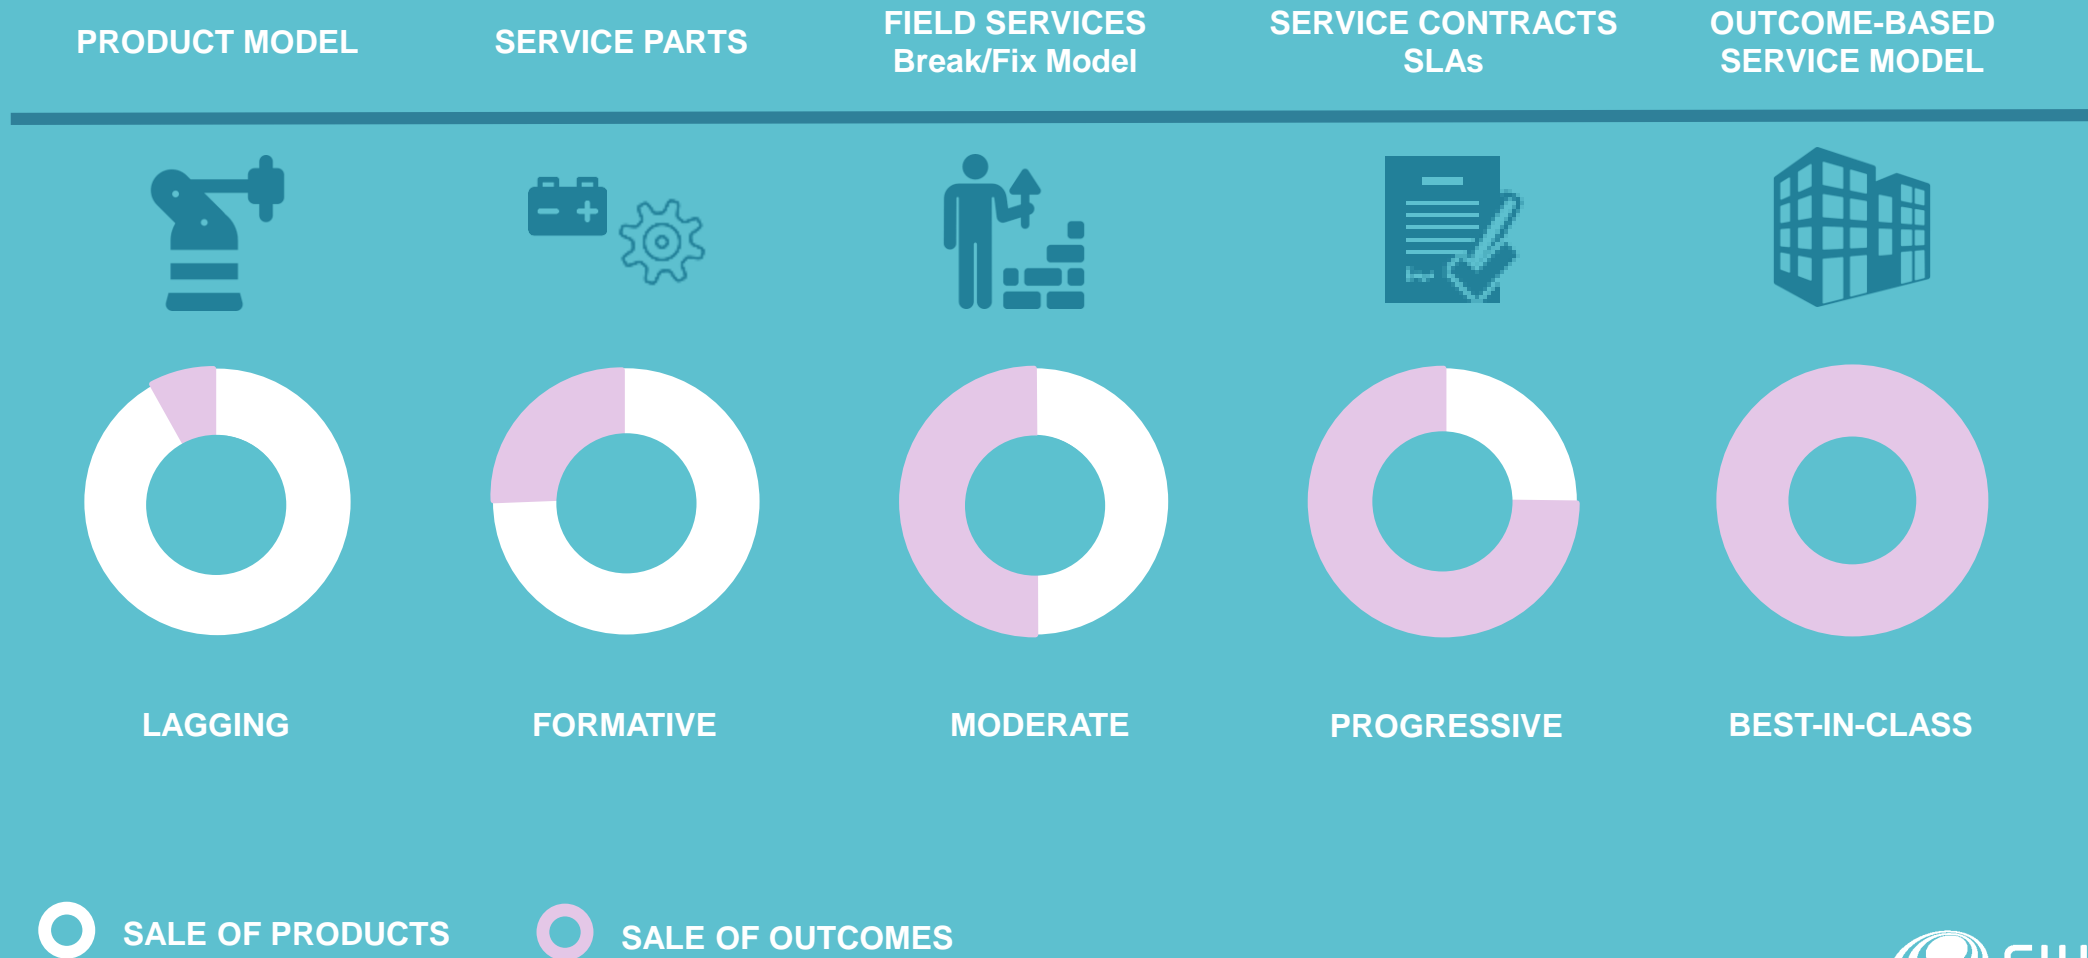 PRODUCT MODEL
SERVICE PARTS
FIELD SERVICES
Break/Fix Model
SERVICE CONTRACTS
SLAs
OUTCOME-BASED
SERVICE MODEL
LAGGING
FORMATIVE
MODERATE
PROGRESSIVE
BEST-IN-CLASS
SALE OF PRODUCTS
SALE OF OUTCOMES